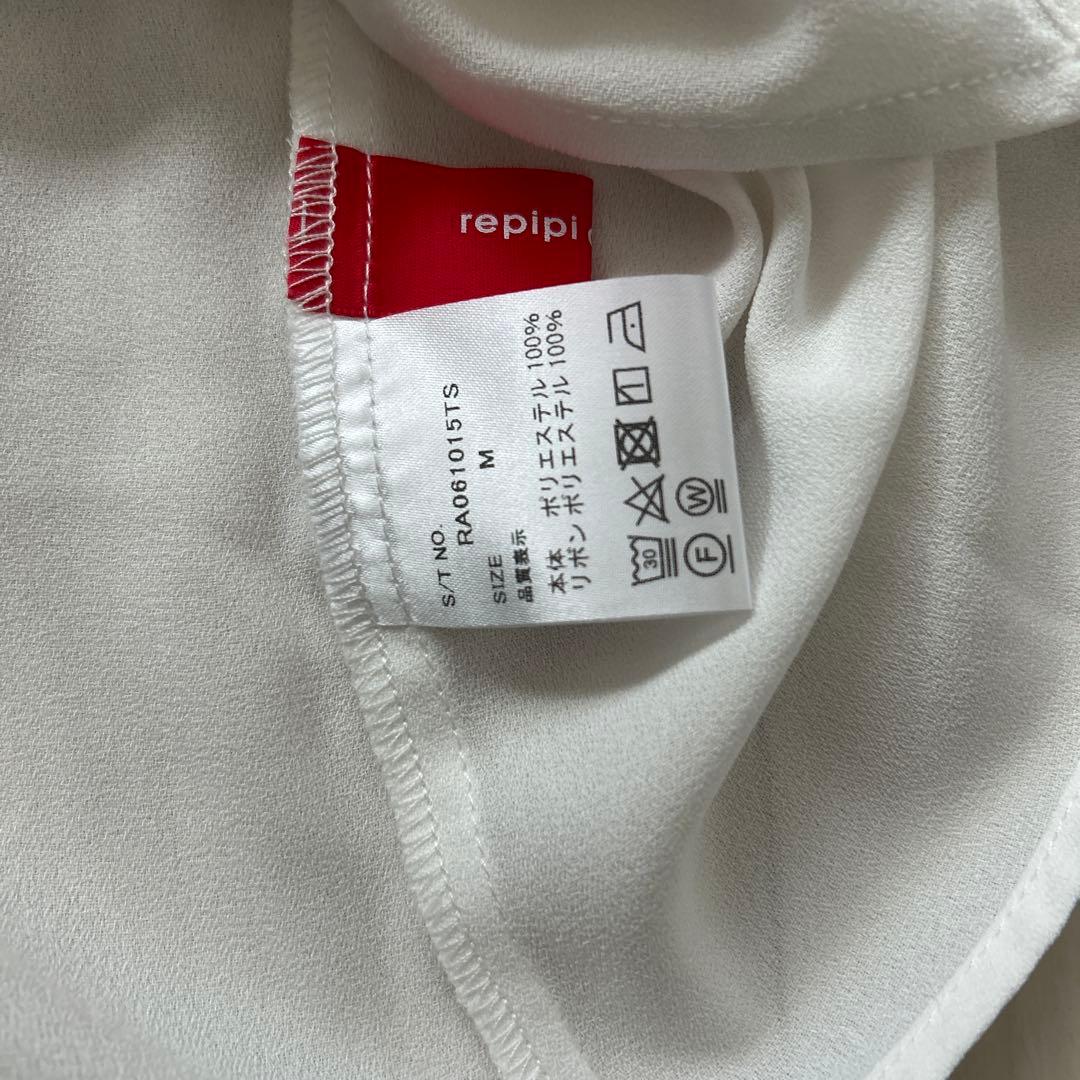 repipi
S/T NO.
RA061015TS
SIZE M
品質表示
本体 ポリエステル 100%
リボン ポリエステル 100%
30
W
F